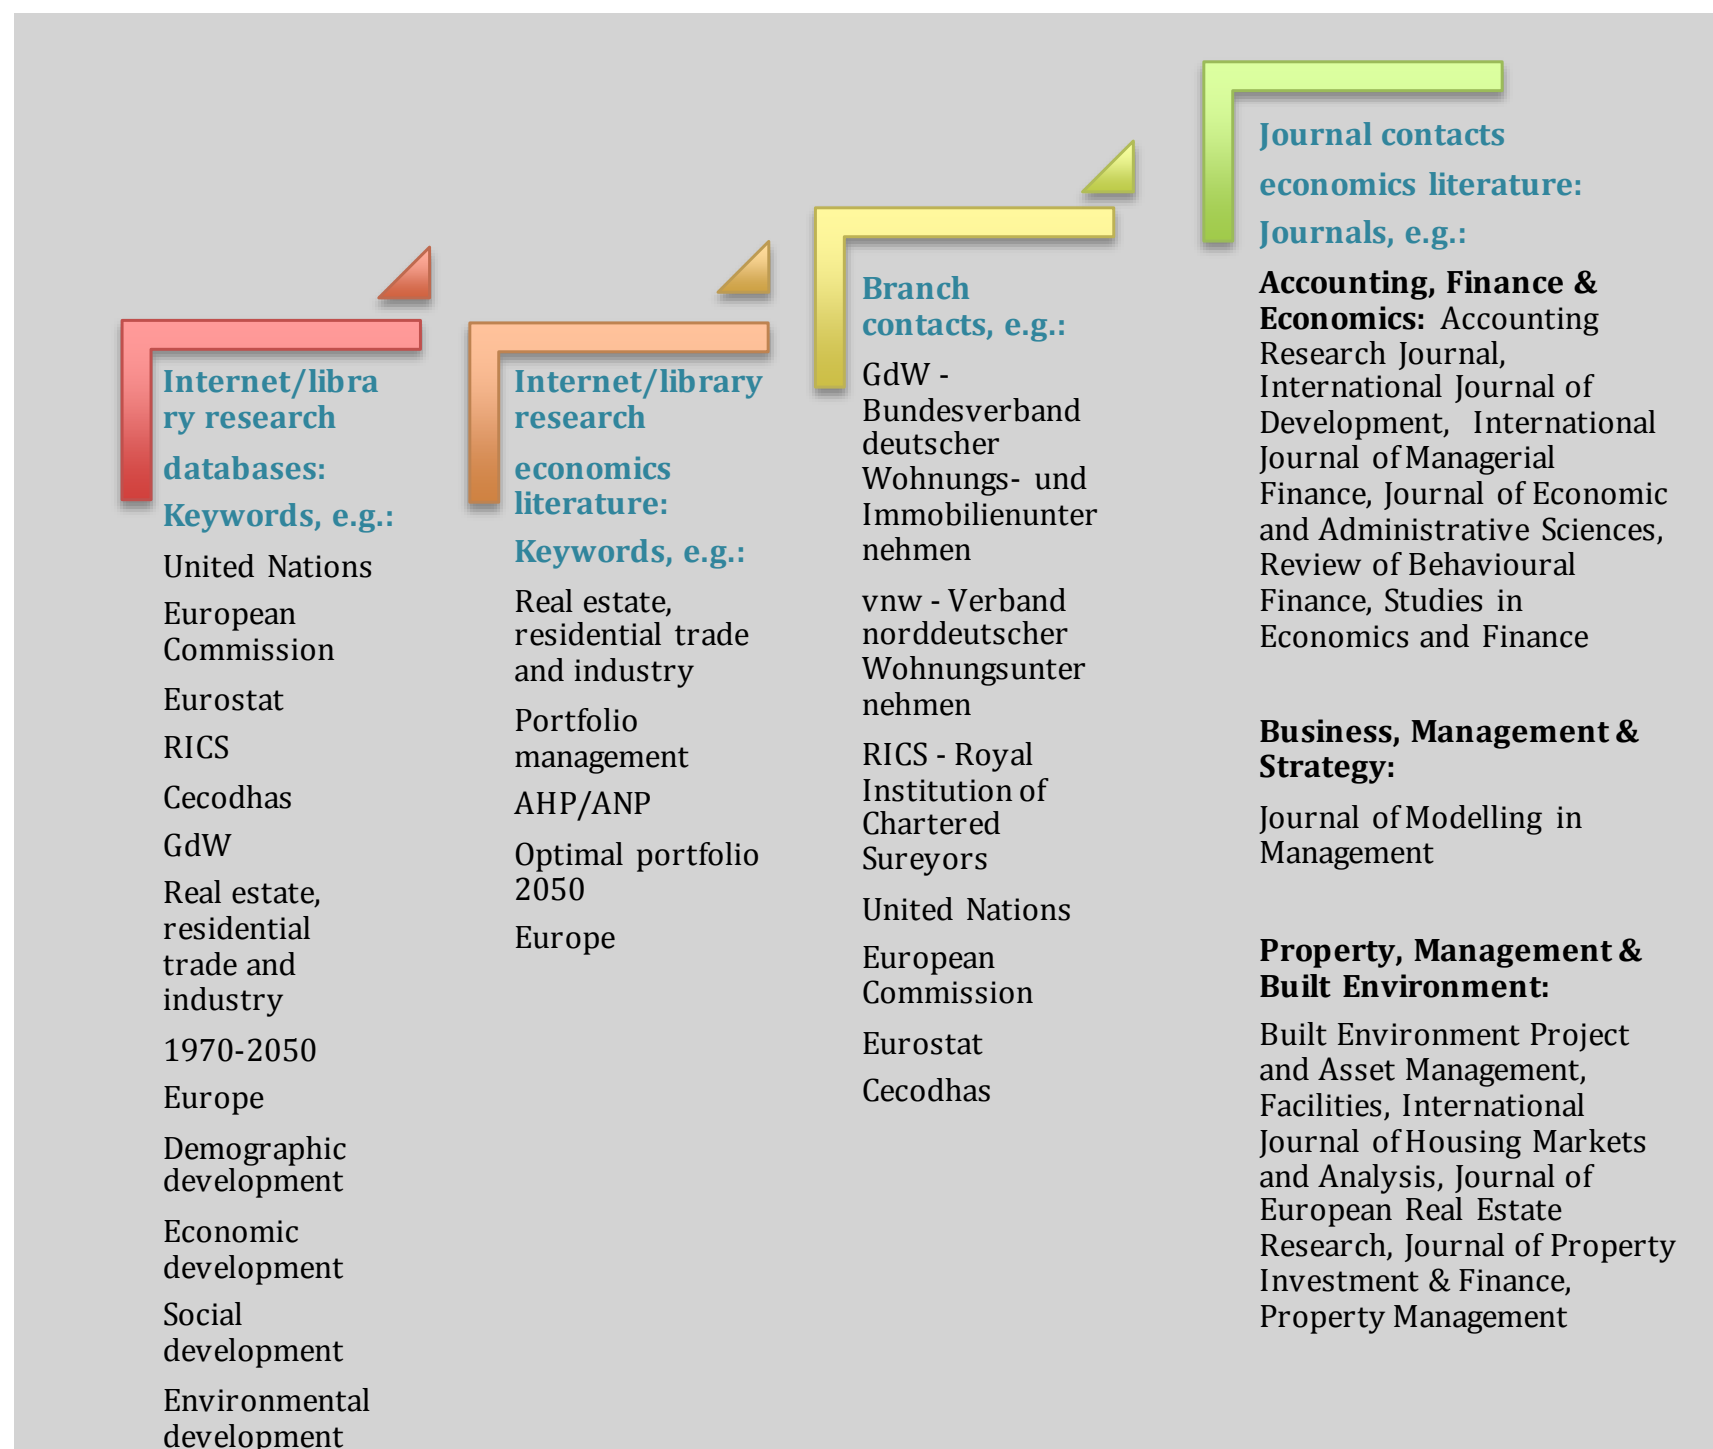 Internet/libra
ry research
databases:
Keywords, e.g.:
United Nations
European
Commission
Eurostat
RICS
Cecodhas
GdW
Real estate,
residential
trade and
industry
1970-2050
Europe
Demographic
development
Economic
development
Social
development
Environmental
development
Internet/library
research
economics
literature:
Keywords, e.g.:
Real estate,
residential trade
and industry
Portfolio
management
AHP/ANP
Optimal portfolio
2050
Europe
Branch
contacts, e.g.:
GdW -
Bundesverband
deutscher
Wohnungs- und
Immobilienunter
nehmen
vnw - Verband
norddeutscher
Wohnungsunter
nehmen
RICS - Royal
Institution of
Chartered
Sureyors
United Nations
European
Commission
Eurostat
Cecodhas
Journal contacts
economics literature:
Journals, e.g.:
Accounting, Finance &
Economics: Accounting
Research Journal,
International Journal of
Development, International
Journal of Managerial
Finance, Journal of Economic
and Administrative Sciences,
Review of Behavioural
Finance, Studies in
Economics and Finance
Business, Management &
Strategy:
Journal of Modelling in
Management
Property, Management &
Built Environment:
Built Environment Project
and Asset Management,
Facilities, International
Journal of Housing Markets
and Analysis, Journal of
European Real Estate
Research, Journal of Property
Investment & Finance,
Property Management